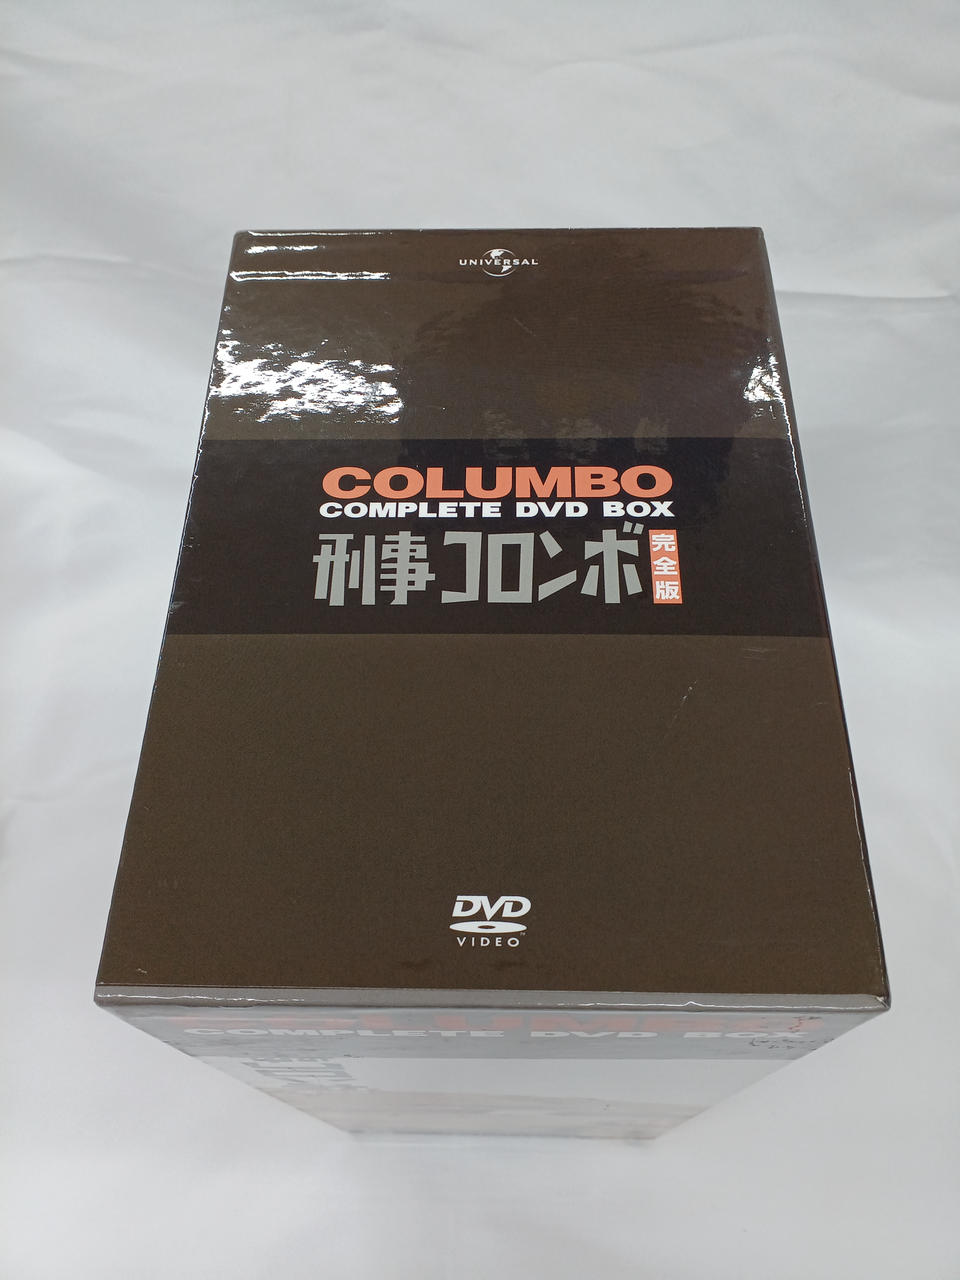 UNIVERSAL
COLUMBO
COMPLETE DVD BOX
刑事コロンボ 完全版
DVD
VIDEO
COLUMBO
COMPLETE DVD BOX